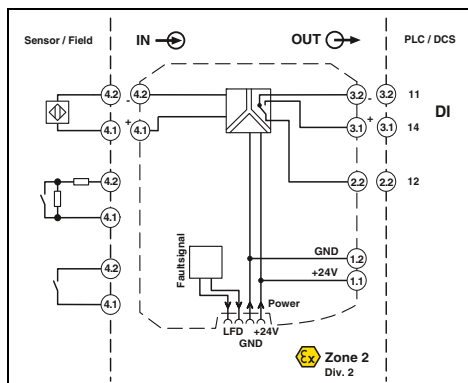 Sensor / Field
IN
OUT
PLC / DCS
4.2
-
4.2
3.2
-
3.2
11
DI
4.1
+
4.1
3.1
+
3.1
14
4.2
2.2
2.2
12
4.1
Faultsignal
GND
1.2
4.2
+24V
1.1
4.1
Power
LFD
+24V
GND
Ex
Zone 2
Div. 2